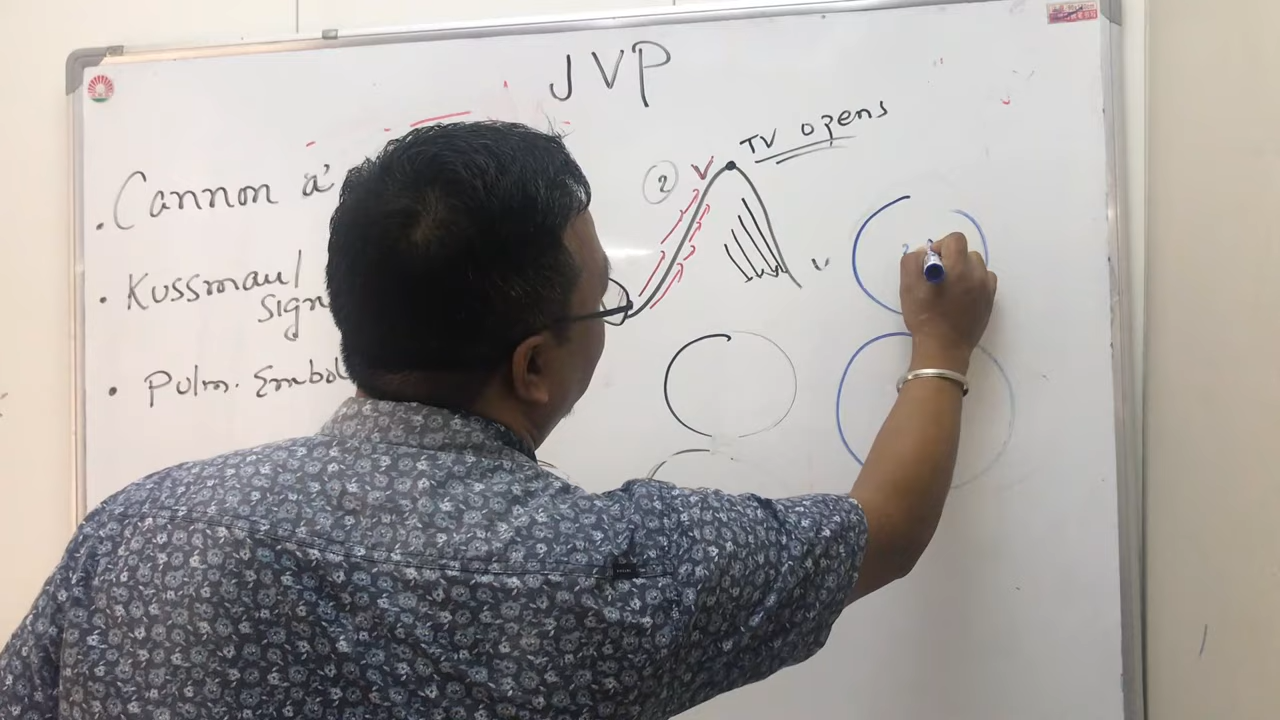 JVP
TV opens
② V
• Cannon a'
• Kussmaul
sign
• Pulm. Embol